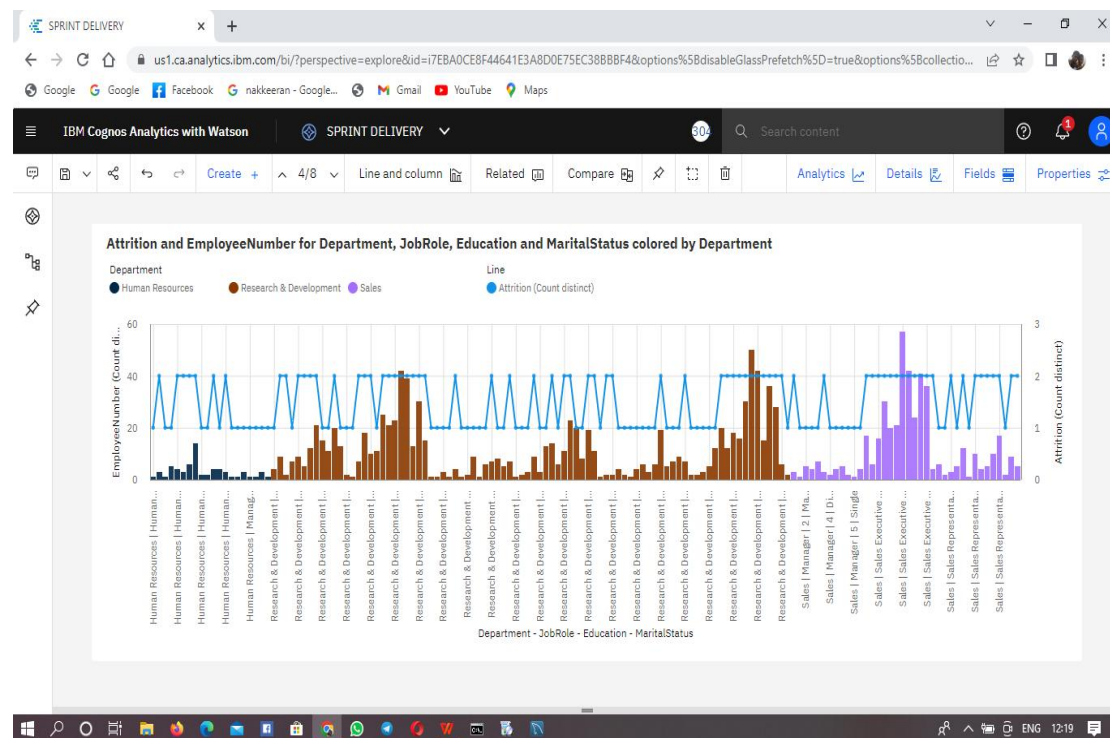 SPRINT DELIVERY
us1.ca.analytics.ibm.com/bi/?perspective=explore&id=i7EBA0CE8F44641E3A8D0E75EC38BBBF4&options%5BdisableGlassPrefetch%5D=true&options%5Bcollectio...
Google Google Facebook nakkeeran - Google... Gmail YouTube Maps
IBM Cognos Analytics with Watson SPRINT DELIVERY 304 Search content 1
Create + 4/8 Line and column Related Compare Analytics Details Fields Properties
Attrition and EmployeeNumber for Department, JobRole, Education and MaritalStatus colored by Department
Department Line
Human Resources Research & Development Sales Attrition (Count distinct)
EmployeeNumber (Count di...
60
40
20
0
3
2
1
0
Attrition (Count distinct)
Human Resources | Human...
Human Resources | Human...
Human Resources | Human...
Human Resources | Human...
Human Resources | Manag...
Research & Development |...
Research & Development |...
Research & Development |...
Research & Development |...
Research & Development |...
Research & Development |...
Research & Development |...
Research & Development |...
Research & Development ...
Research & Development ...
Research & Development |...
Research & Development |...
Research & Development |...
Research & Development |...
Research & Development |...
Research & Development |...
Research & Development |...
Research & Development |...
Research & Development |...
Research & Development |...
Research & Development |...
Sales | Manager | 2 | Ma...
Sales | Manager | 4 | Di...
Sales | Manager | 5 | Single
Sales | Sales Executive ...
Sales | Sales Executive ...
Sales | Sales Executive ...
Sales | Sales Representa...
Sales | Sales Representa...
Sales | Sales Representa...
Department - JobRole - Education - MaritalStatus
ENG 12:19